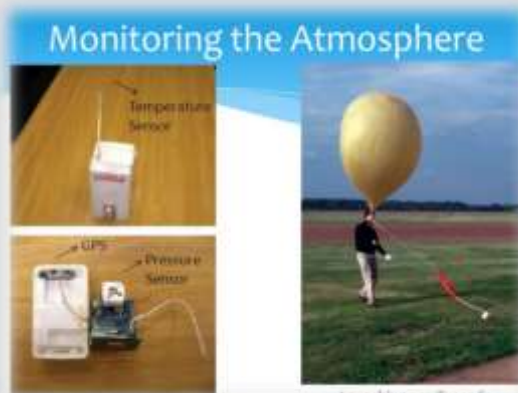 Monitoring the Atmosphere
Temperature
Sensor
GPS
Pressure
Sensor